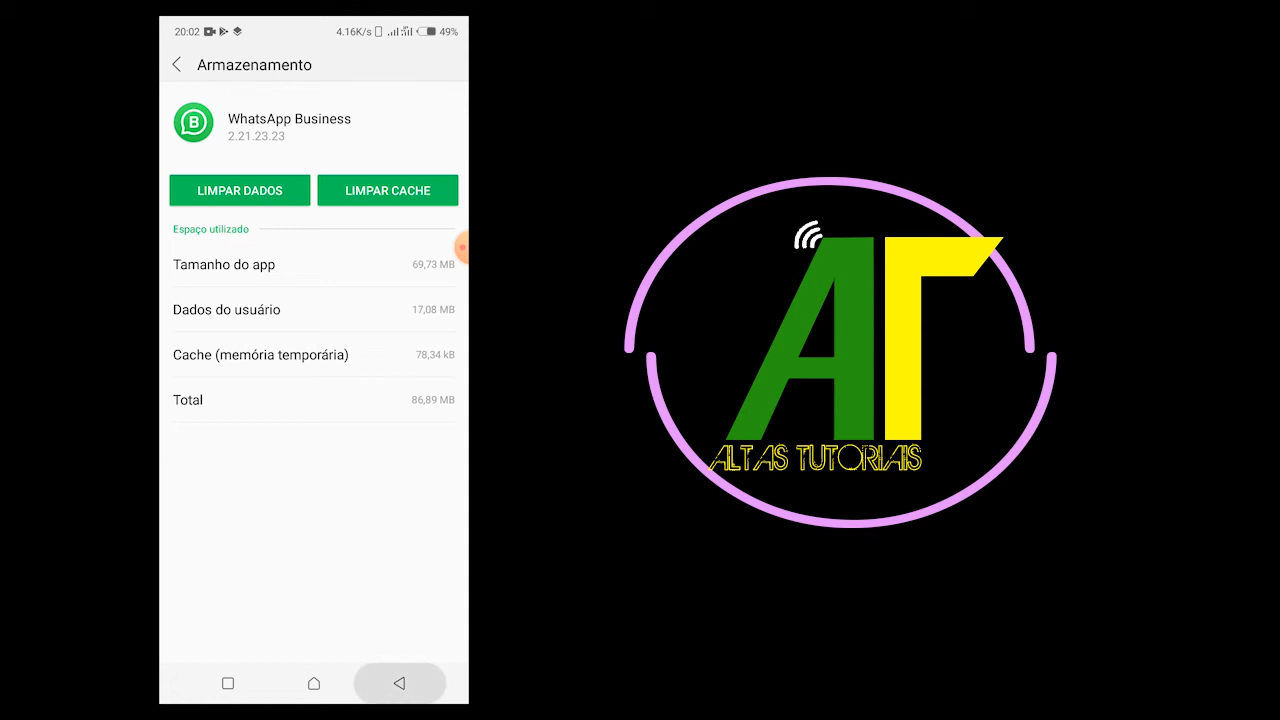 20:02 4.16K/s 49%
Armazenamento
WhatsApp Business
2.21.23.23
LIMPAR DADOS LIMPAR CACHE
Espaço utilizado
Tamanho do app 69,73 MB
Dados do usuário 17,08 MB
Cache (memória temporária) 78,34 kB
Total 86,89 MB
AT
ALTAS TUTORIAIS